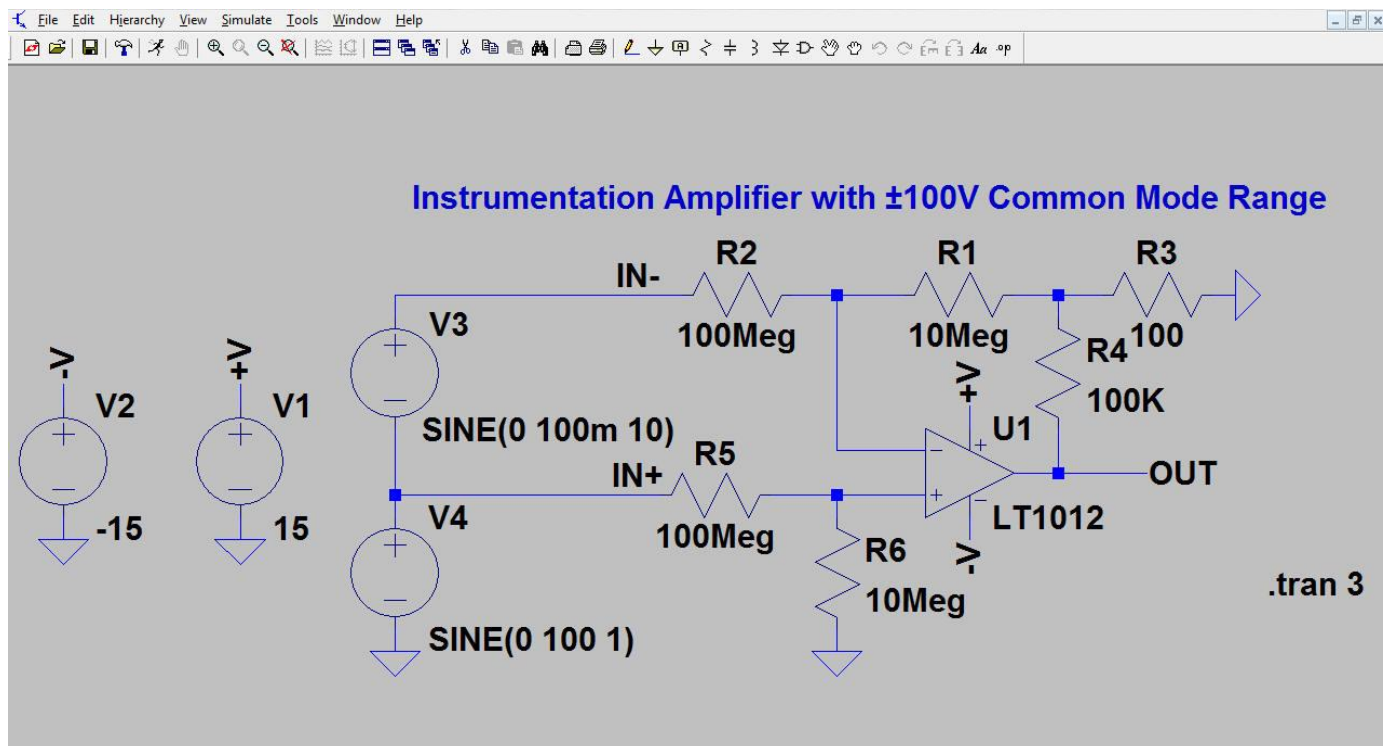 File Edit Hierarchy View Simulate Tools Window Help
Aa .op
Instrumentation Amplifier with ±100V Common Mode Range
R2 R1 R3
IN-
100Meg 10Meg 100
V3
R4
100K
-V
+V
+V
V2 V1
SINE(0 100m 10)
U1
R5
IN+
OUT
-15 15
V4
100Meg
LT1012
R6
-V
10Meg
.tran 3
SINE(0 100 1)